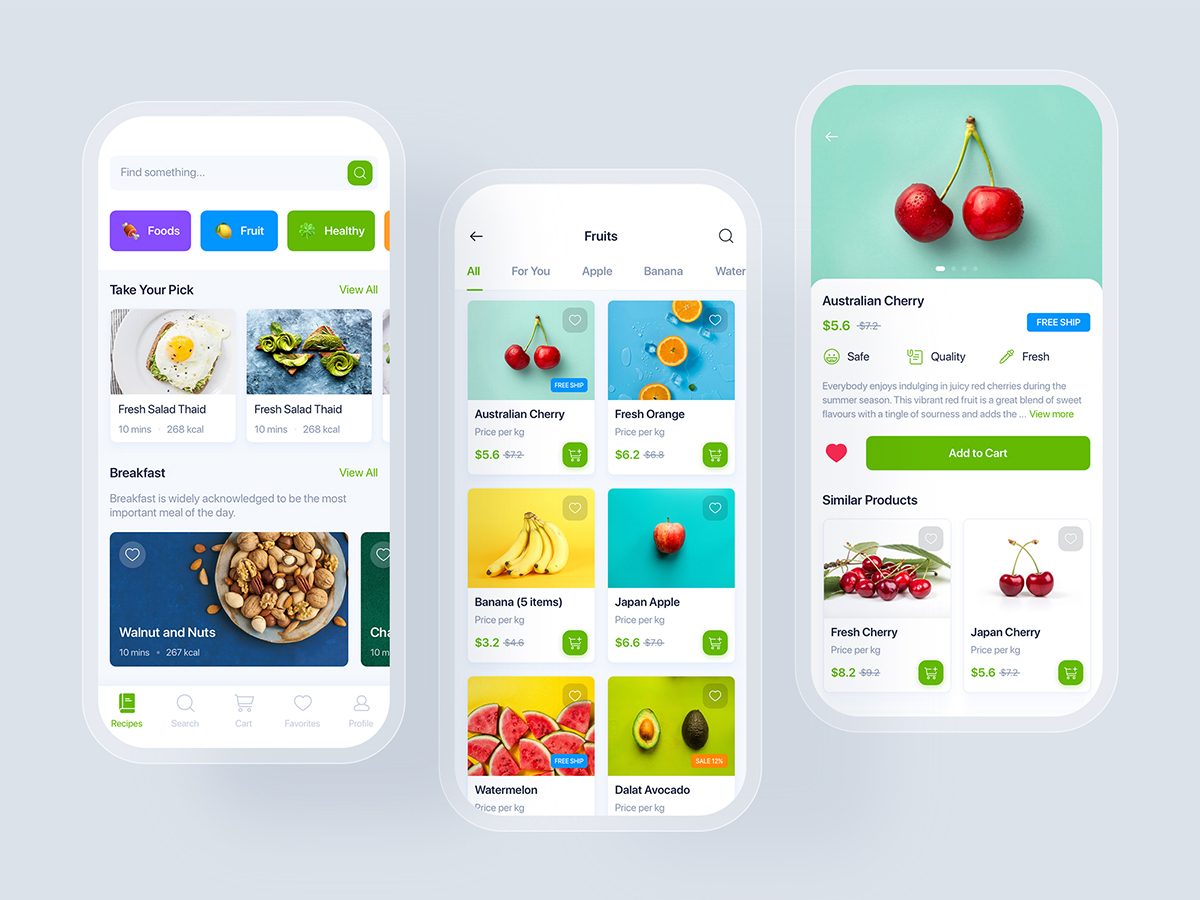 Find something...
Foods
Fruit
Healthy
Take Your Pick
View All
Fresh Salad Thaid
10 mins • 268 kcal
Fresh Salad Thaid
10 mins • 268 kcal
Breakfast
View All
Breakfast is widely acknowledged to be the most
important meal of the day.
Walnut and Nuts
10 mins • 267 kcal
Cha
10 m
Recipes
Search
Cart
Favorites
Profile
Fruits
All
For You
Apple
Banana
Water
FREE SHIP
Australian Cherry
Price per kg
$5.6 $7.2
Fresh Orange
Price per kg
$6.2 $6.8
Banana (5 items)
Price per kg
$3.2 $4.6
Japan Apple
Price per kg
$6.6 $7.0
FREE SHIP
Watermelon
Price per kg
SALE 12%
Dalat Avocado
Price per kg
Australian Cherry
$5.6 $7.2
FREE SHIP
Safe
Quality
Fresh
Everybody enjoys indulging in juicy red cherries during the
summer season. This vibrant red fruit is a great blend of sweet
flavours with a tingle of sourness and adds the ... View more
Add to Cart
Similar Products
Fresh Cherry
Price per kg
$8.2 $9.2
Japan Cherry
Price per kg
$5.6 $7.2